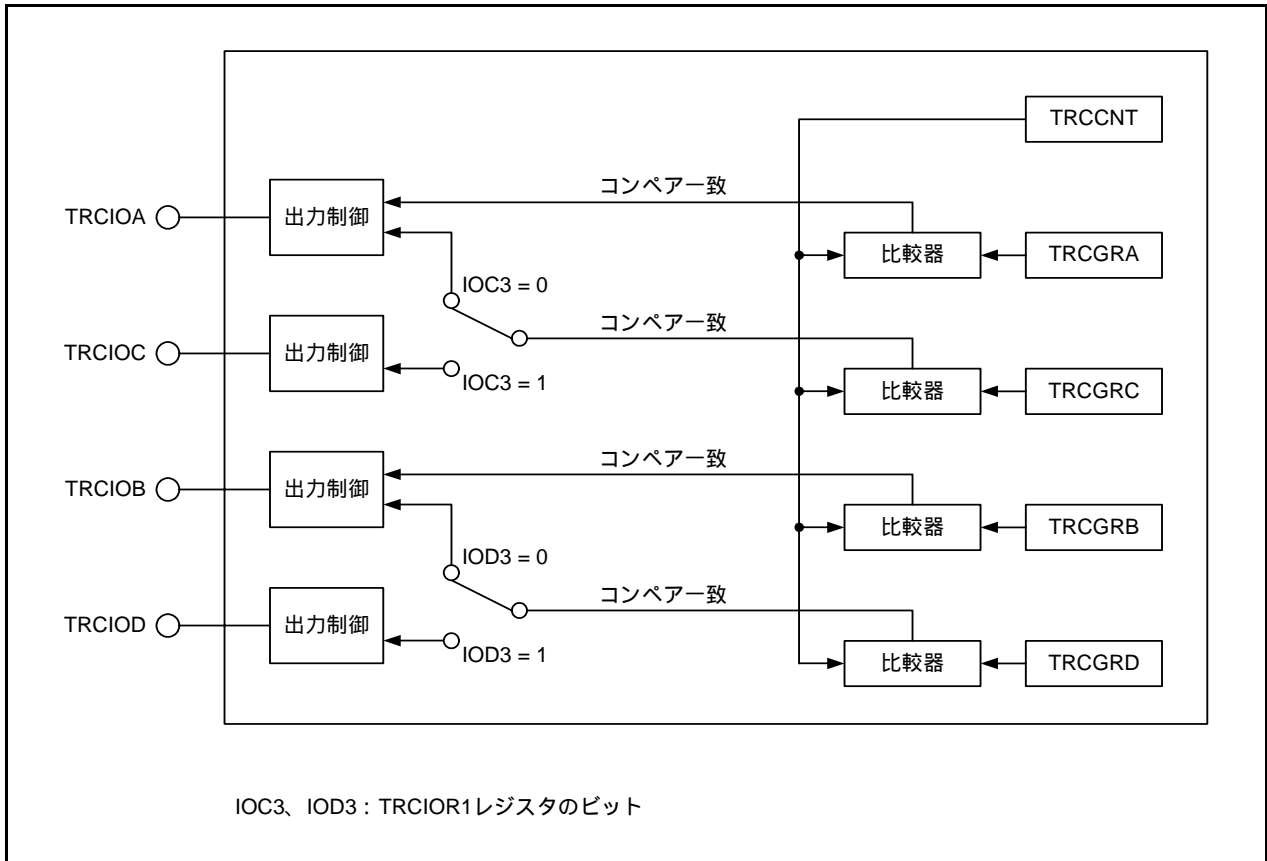 TRCCNT
コンペア一致
TRCIOA
出力制御
比較器
TRCGRA
IOC3 = 0
コンペア一致
TRCIOC
出力制御
IOC3 = 1
比較器
TRCGRC
コンペア一致
TRCIOB
出力制御
比較器
TRCGRB
IOD3 = 0
コンペア一致
TRCIOD
出力制御
IOD3 = 1
比較器
TRCGRD
IOC3、IOD3:TRCIOR1レジスタのビット